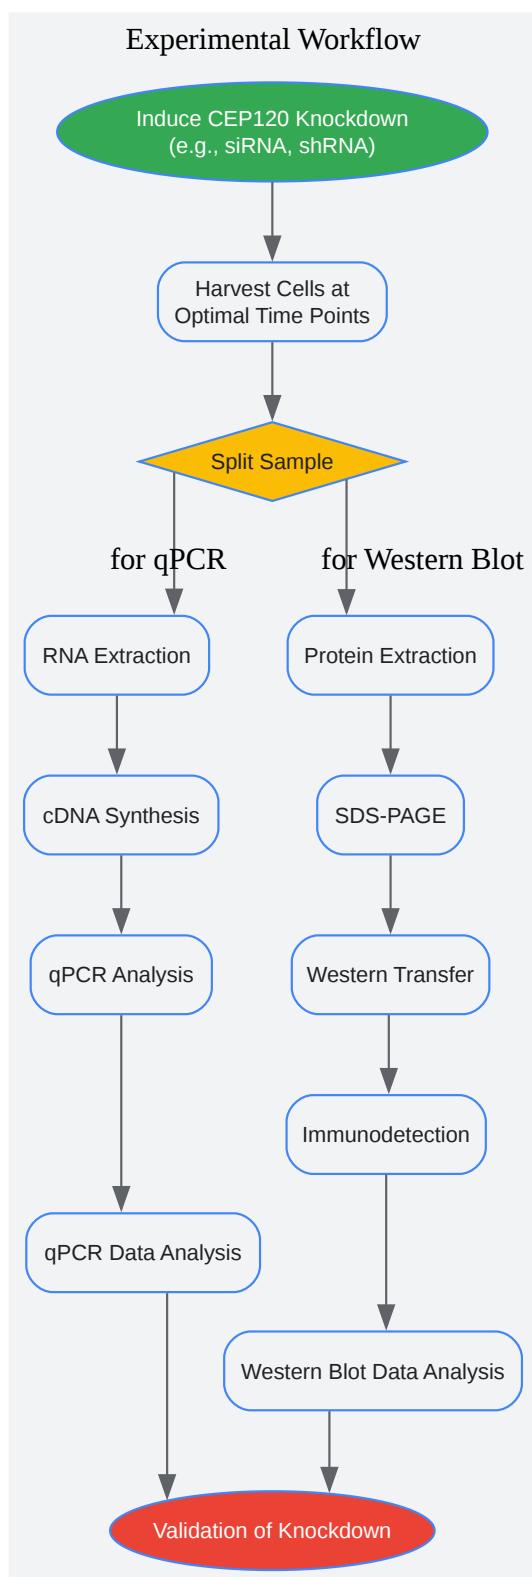 Experimental Workflow
Induce CEP120 Knockdown
(e.g., siRNA, shRNA)
Harvest Cells at
Optimal Time Points
Split Sample
for qPCR
for Western Blot
RNA Extraction
Protein Extraction
cDNA Synthesis
SDS-PAGE
qPCR Analysis
Western Transfer
Immunodetection
qPCR Data Analysis
Western Blot Data Analysis
Validation of Knockdown